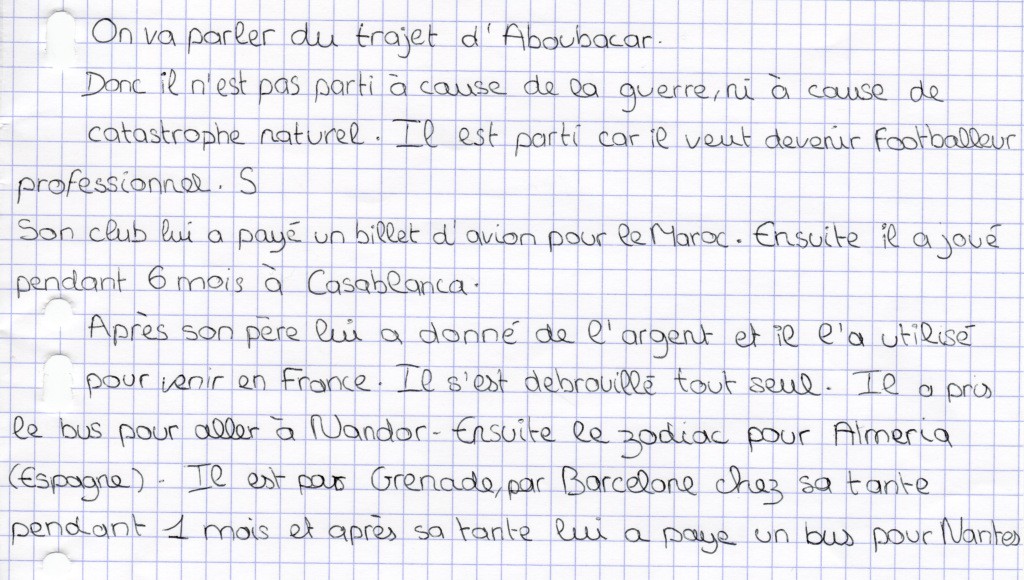 On va parler du trajet d'Aboubacar.
Donc il n'est pas parti à cause de la guerre, ni à cause de
catastrophe naturel. Il est parti car il veut devenir footballeur
professionnel. S
Son club lui a payé un billet d'avion pour le Maroc. Ensuite il a joué
pendant 6 mois à Casablanca.
Après son père lui a donné de l'argent et il l'a utilisé
pour venir en France. Il s'est debrouillé tout seul. Il a pris
le bus pour aller à Nandor - Ensuite le zodiac pour Almeria
(Espagne). Il est par Grenade, par Barcelone chez sa tante
pendant 1 mois et après sa tante lui a paye un bus pour Nantes